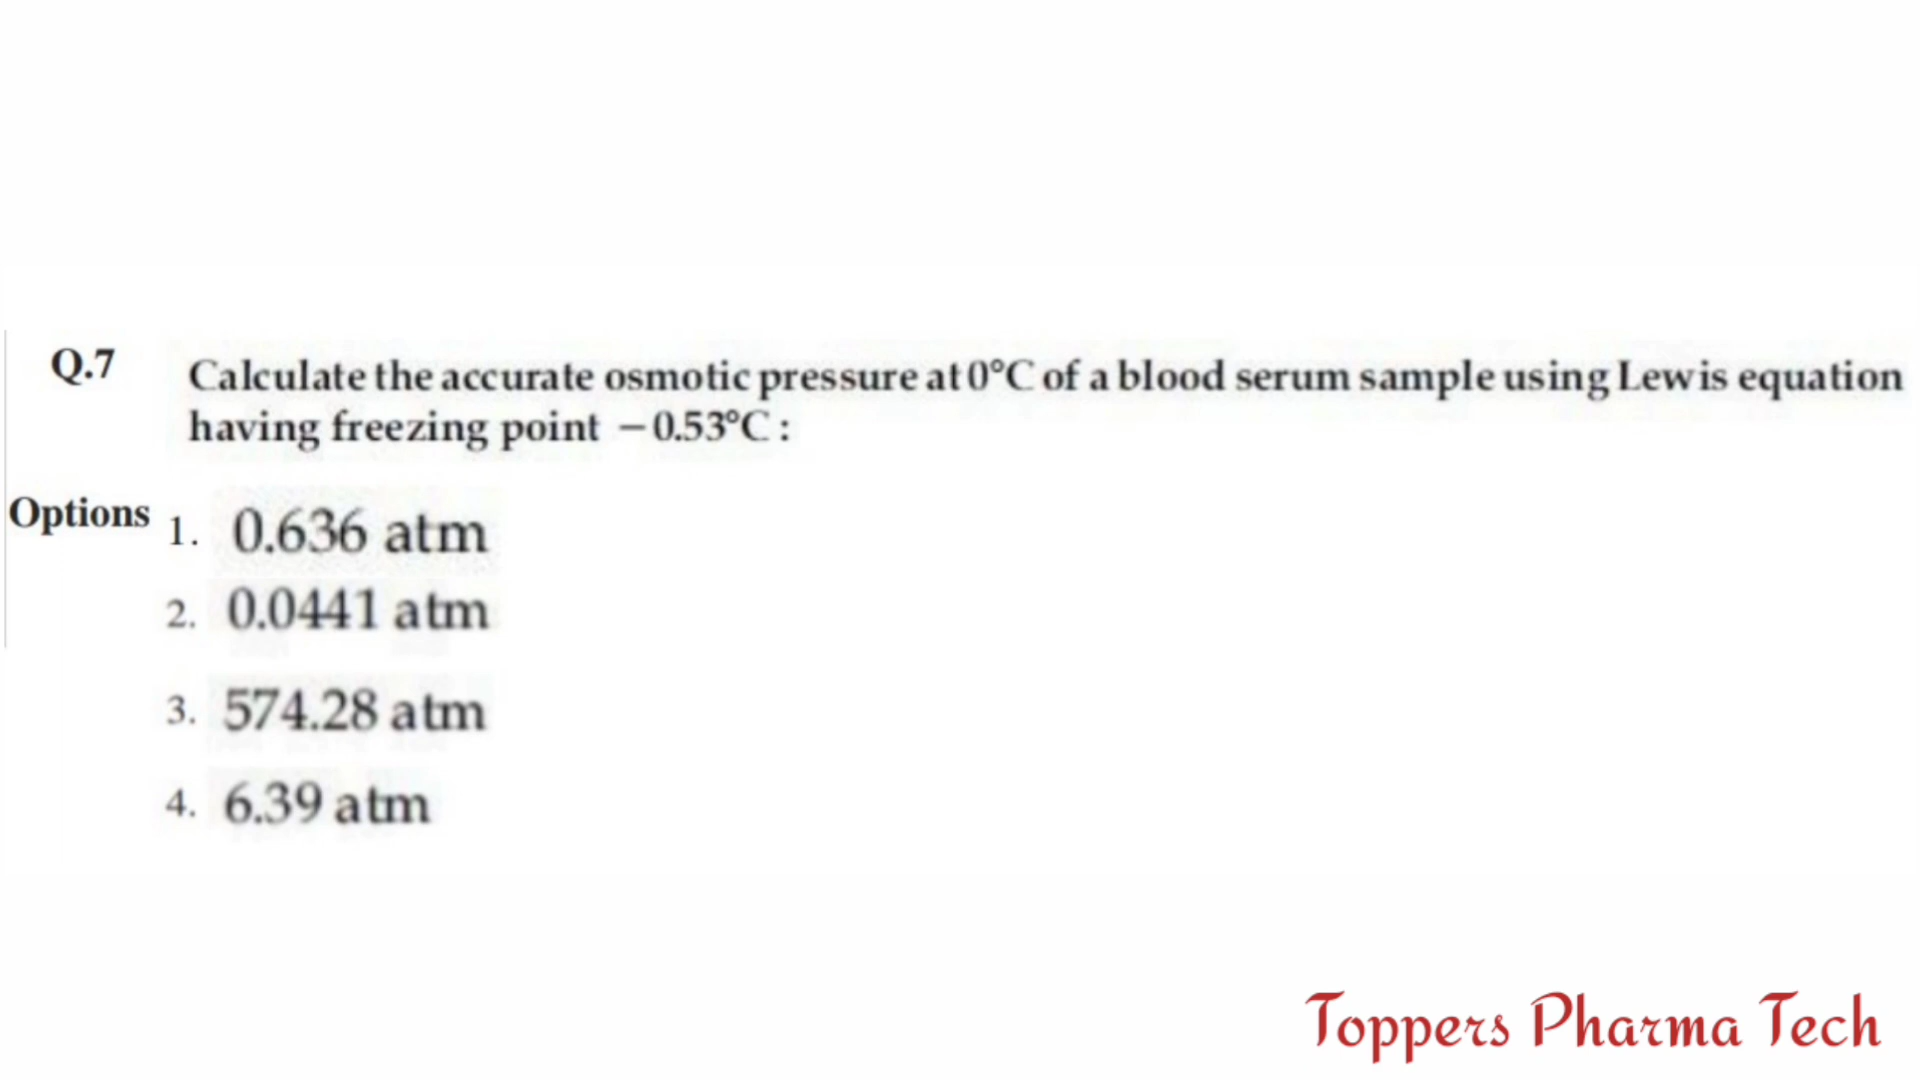 Q.7 Calculate the accurate osmotic pressure at 0°C of a blood serum sample using Lewis equation
having freezing point −0.53°C :
Options 1. 0.636 atm
2. 0.0441 atm
3. 574.28 atm
4. 6.39 atm
Toppers Pharma Tech